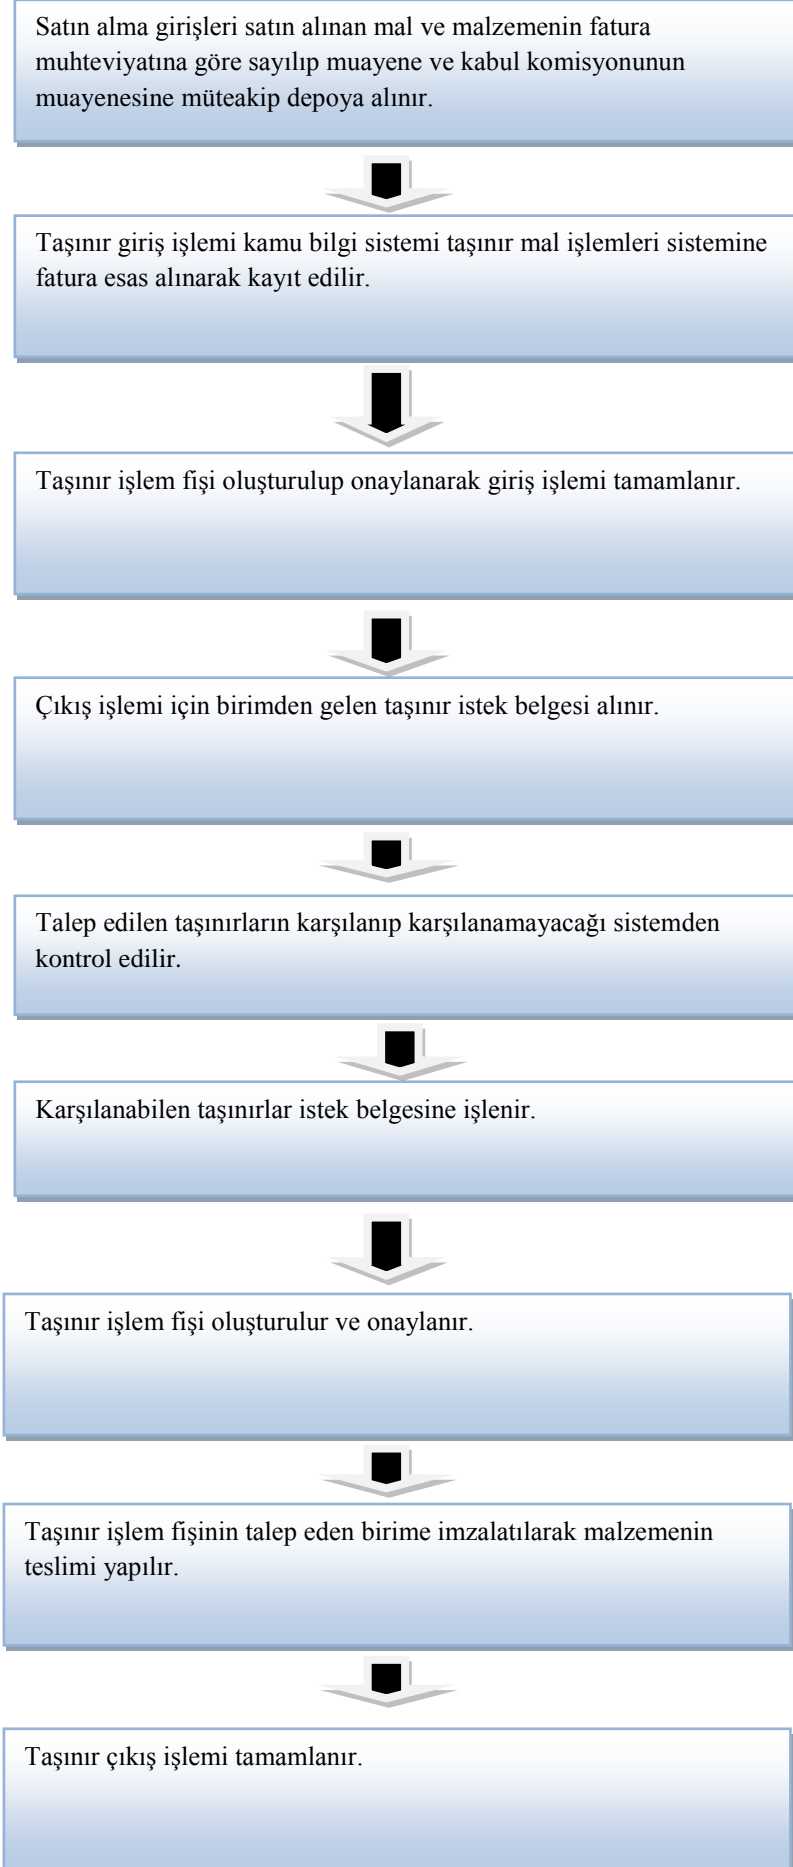 Satın alma girişleri satın alınan mal ve malzemenin fatura
muhteviyatına göre sayılıp muayene ve kabul komisyonunun
muayenesine müteakip depoya alınır.
Taşınır giriş işlemi kamu bilgi sistemi taşınır mal işlemleri sistemine
fatura esas alınarak kayıt edilir.
Taşınır işlem fişi oluşturulup onaylanarak giriş işlemi tamamlanır.
Çıkış işlemi için birimden gelen taşınır istek belgesi alınır.
Talep edilen taşınırların karşılanıp karşılanamayacağı sistemden
kontrol edilir.
Karşılanabilen taşınırlar istek belgesine işlenir.
Taşınır işlem fişi oluşturulur ve onaylanır.
Taşınır işlem fişinin talep eden birime imzalatılarak malzemenin
teslimi yapılır.
Taşınır çıkış işlemi tamamlanır.